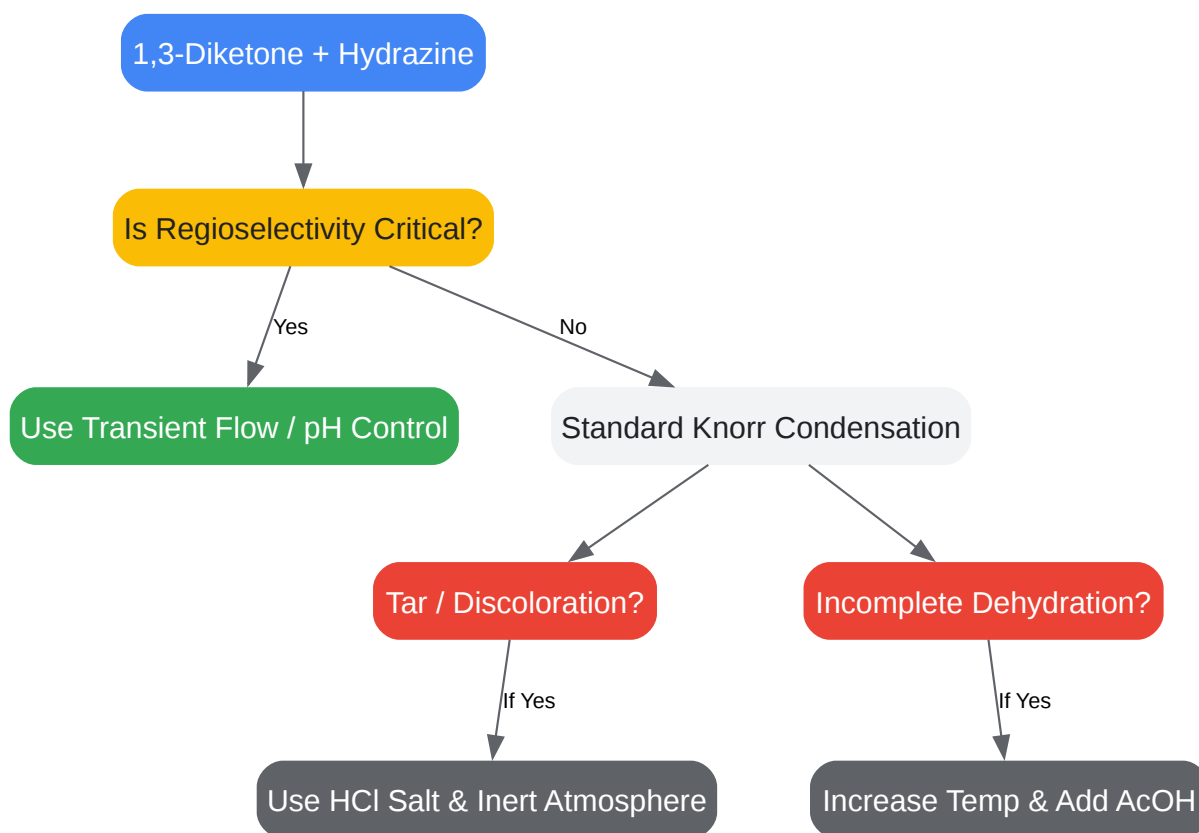 1,3-Diketone + Hydrazine
Is Regioselectivity Critical?
Yes
No
Use Transient Flow / pH Control
Standard Knorr Condensation
Tar / Discoloration?
Incomplete Dehydration?
If Yes
If Yes
Use HCl Salt & Inert Atmosphere
Increase Temp & Add AcOH